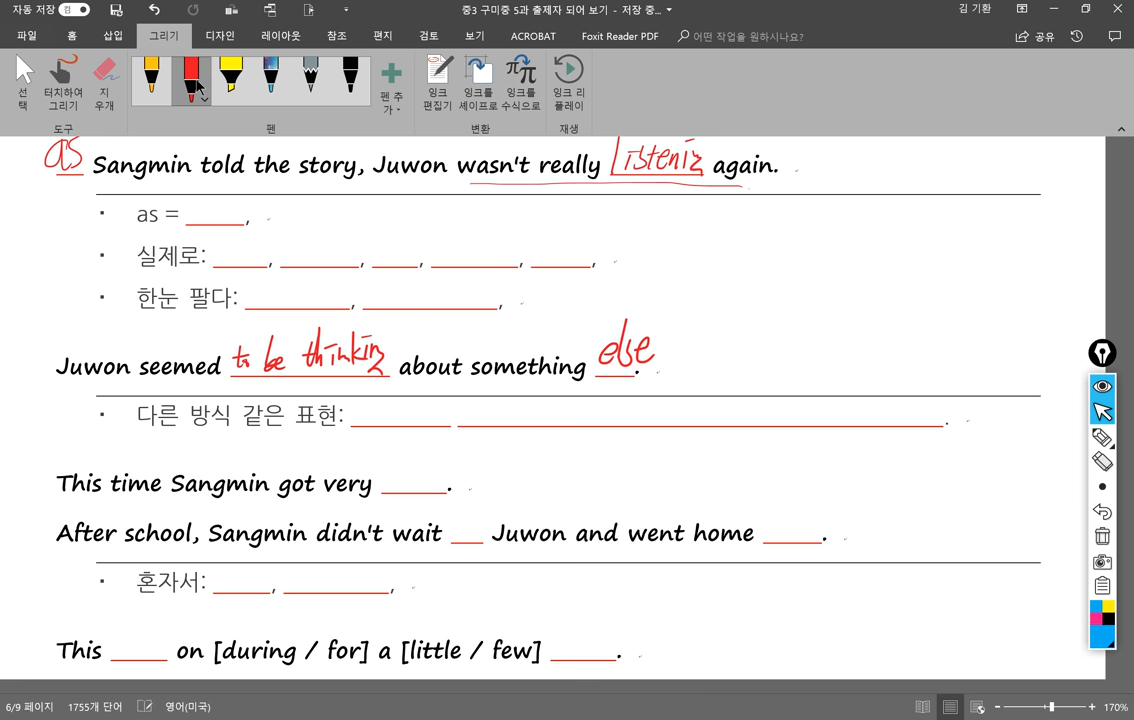 자동 저장 컴 중3 구미중 5과 출제자 되어 보기 - 저장 중... 김 기환
파일 홈 삽입 그리기 디자인 레이아웃 참조 편지 검토 보기 ACROBAT Foxit Reader PDF 어떤 작업을 원하시나요? 공유
선택 터치하여 그리기 지우개 펜 추가 잉크 편집기 잉크를 셰이프로 잉크를 수식으로 잉크 리플레이
도구 펜 변환 재생
as Sangmin told the story, Juwon wasn't really listening again.
· as = _____,
· 실제로: _____, _____, _____, _____, _____,
· 한눈 팔다: _____, _____,
Juwon seemed to be thinking about something else.
· 다른 방식 같은 표현: _____ _____.
This time Sangmin got very _____.
After school, Sangmin didn't wait ___ Juwon and went home _____.
· 혼자서: _____, _____,
This _____ on [during / for] a [little / few] _____.
6/9 페이지 1755개 단어 영어(미국) 170%